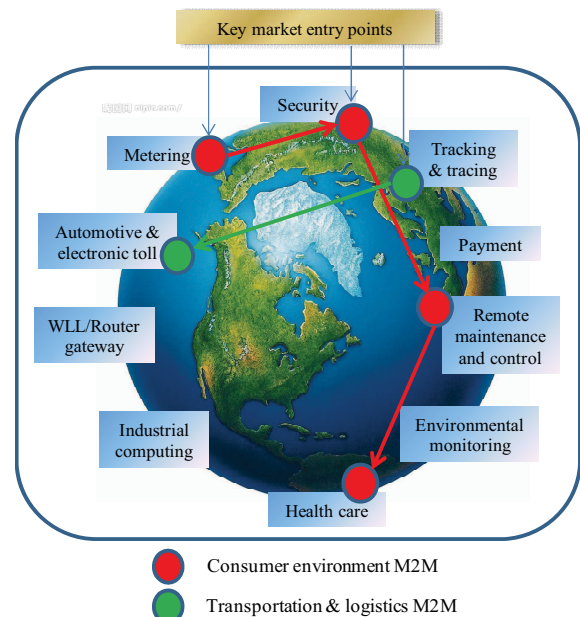 Key market entry points
Security
Metering
Tracking
& tracing
Automotive &
electronic toll
Payment
WLL/Router
gateway
Remote
maintenance
and control
Industrial
computing
Environmental
monitoring
Health care
Consumer environment M2M
Transportation & logistics M2M